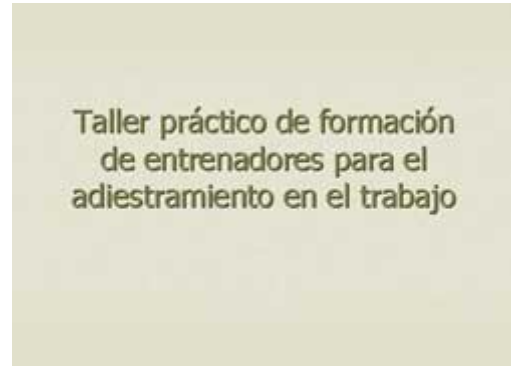 Taller práctico de formación
de entrenadores para el
adiestramiento en el trabajo